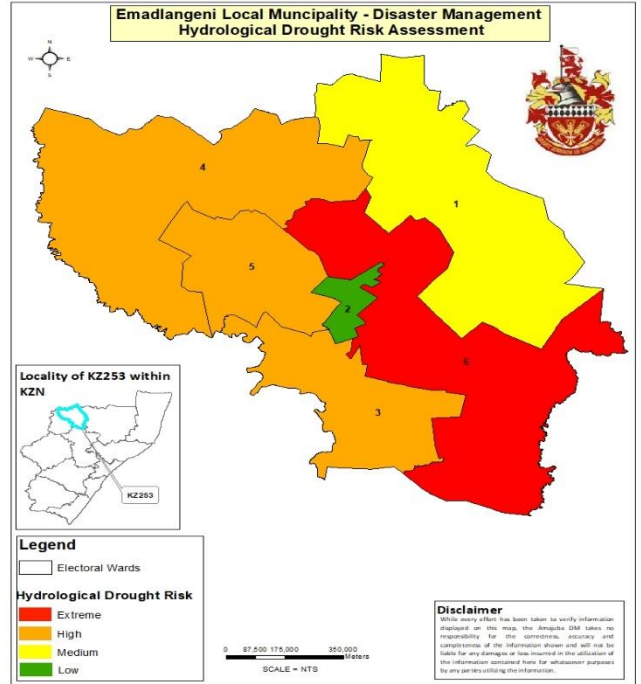 Emadlangeni Local Muncipality - Disaster Management
Hydrological Drought Risk Assessment
N
W
E
S
4
1
5
2
6
3
Locality of KZ253 within
KZN
KZ253
Legend
Electoral Wards
Hydrological Drought Risk
Extreme
High
Medium
Low
0 87,500 175,000 350,000
Meters
SCALE = NTS
Disclaimer
While every effort has been taken to verify information
displayed on this map, the Amajuba DM takes no
responsibility for the correctness, accuracy and
completeness of the information shown and will not be
liable for any damages or loss insurred in the utilization of
the information contained here for whatsoever purposes
by any parties utilizing the information.